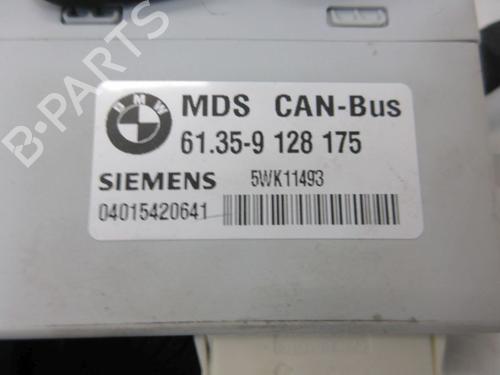 BMW
MDS CAN-Bus
61.35-9 128 175
SIEMENS 5WK11493
04015420641
B-PARTS